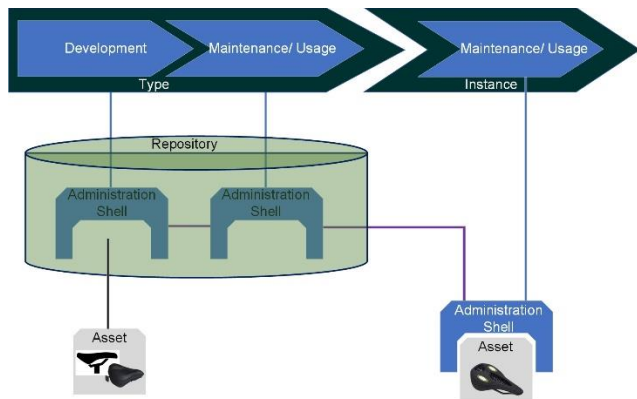 Development
Maintenance/ Usage
Maintenance/ Usage
Type
Instance
Repository
Administration
Shell
Administration
Shell
Administration
Shell
Asset
Asset